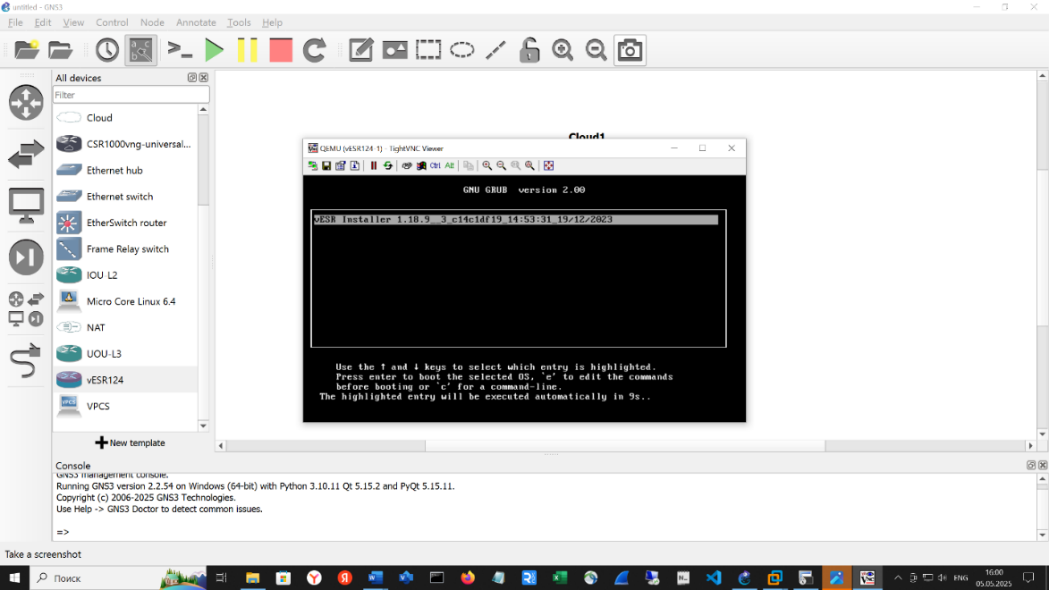 untitled - GNS3
File Edit View Control Node Annotate Tools Help
All devices
Filter
Cloud
CSR1000vng-universal...
Ethernet hub
Ethernet switch
EtherSwitch router
Frame Relay switch
IOU-L2
Micro Core Linux 6.4
NAT
UOU-L3
vESR124
VPCS
New template
Cloud1
QEMU (vESR124-1) - TightVNC Viewer
Ctrl Alt
GNU GRUB version 2.00
vESR Installer 1.18.9__3_c14c1df19_14:53:31_19/12/2023
Use the ↑ and ↓ keys to select which entry is highlighted.
Press enter to boot the selected OS, `e' to edit the commands
before booting or `c' for a command-line.
The highlighted entry will be executed automatically in 9s..
Console
GNS3 management console.
Running GNS3 version 2.2.54 on Windows (64-bit) with Python 3.10.11 Qt 5.15.2 and PyQt 5.15.11.
Copyright (c) 2006-2025 GNS3 Technologies.
Use Help -> GNS3 Doctor to detect common issues.
=>
Take a screenshot
Поиск
ENG
16:00
05.05.2025